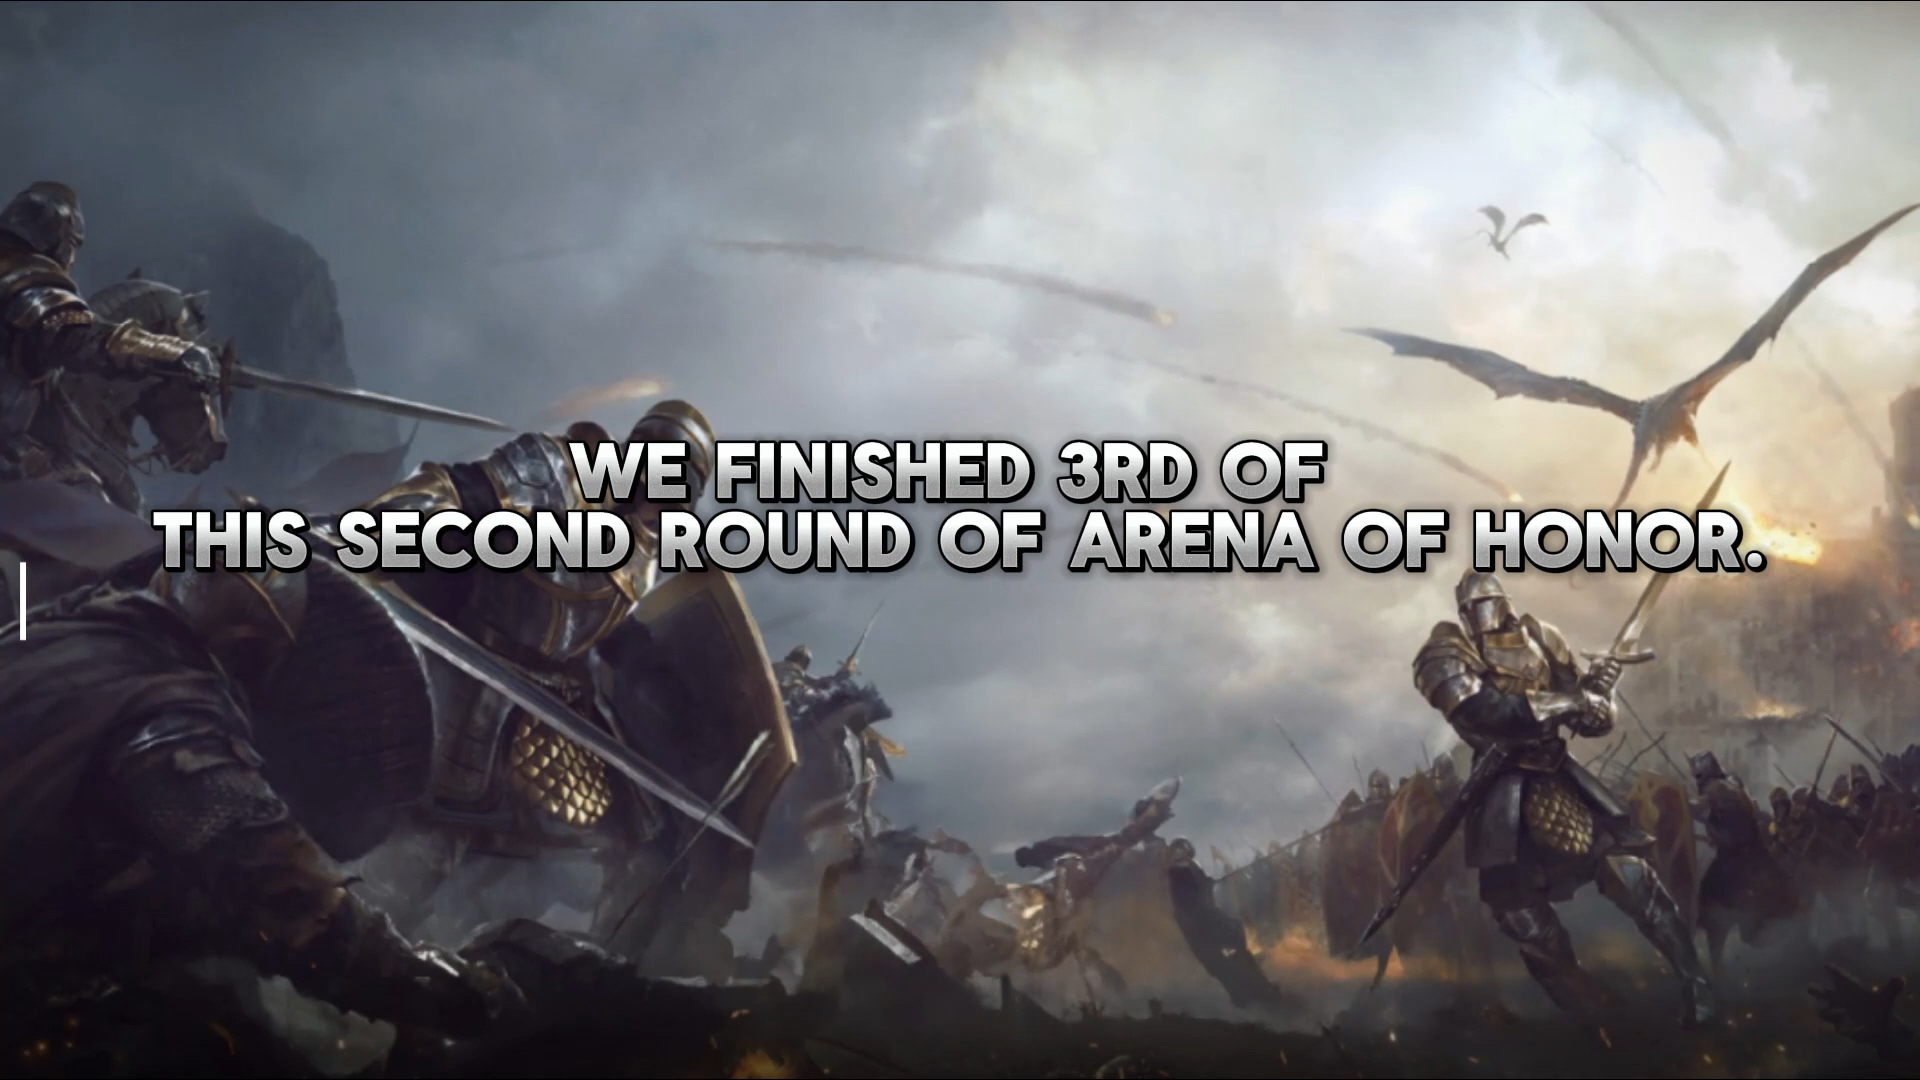 WE FINISHED 3RD OF
THIS SECOND ROUND OF ARENA OF HONOR.